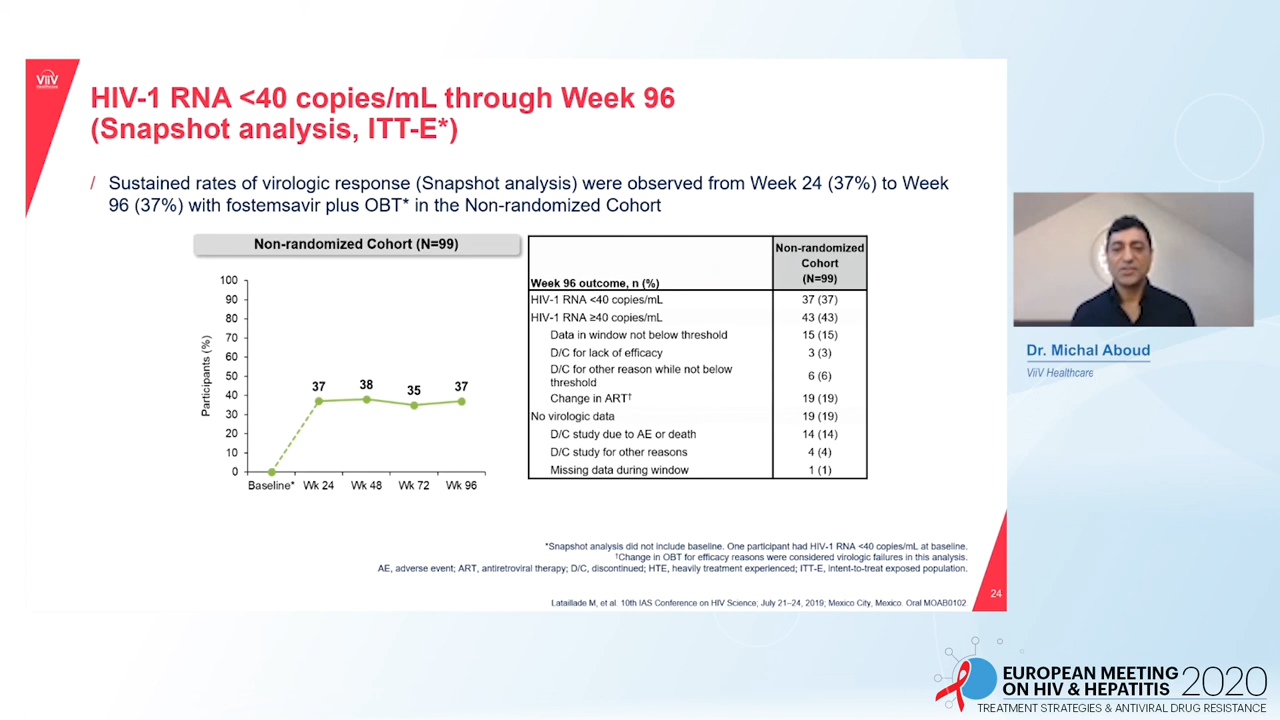 ViiV
Healthcare
HIV-1 RNA <40 copies/mL through Week 96
(Snapshot analysis, ITT-E*)
/ Sustained rates of virologic response (Snapshot analysis) were observed from Week 24 (37%) to Week
96 (37%) with fostemsavir plus OBT* in the Non-randomized Cohort
Non-randomized Cohort (N=99)
Participants (%)
100
90
80
70
60
50
40
30
20
10
0
37
38
35
37
Baseline* Wk 24 Wk 48 Wk 72 Wk 96
Week 96 outcome, n (%)
Non-randomized
Cohort
(N=99)
HIV-1 RNA <40 copies/mL 37 (37)
HIV-1 RNA ≥40 copies/mL 43 (43)
Data in window not below threshold 15 (15)
D/C for lack of efficacy 3 (3)
D/C for other reason while not below
threshold 6 (6)
Change in ART† 19 (19)
No virologic data 19 (19)
D/C study due to AE or death 14 (14)
D/C study for other reasons 4 (4)
Missing data during window 1 (1)
*Snapshot analysis did not include baseline. One participant had HIV-1 RNA <40 copies/mL at baseline.
†Change in OBT for efficacy reasons were considered virologic failures in this analysis.
AE, adverse event; ART, antiretroviral therapy; D/C, discontinued; HTE, heavily treatment experienced; ITT-E, intent-to-treat exposed population.
Lataillade M, et al. 10th IAS Conference on HIV Science; July 21–24, 2019; Mexico City, Mexico. Oral MOAB0102
24
Dr. Michal Aboud
ViiV Healthcare
EUROPEAN MEETING
ON HIV & HEPATITIS 2020
TREATMENT STRATEGIES & ANTIVIRAL DRUG RESISTANCE